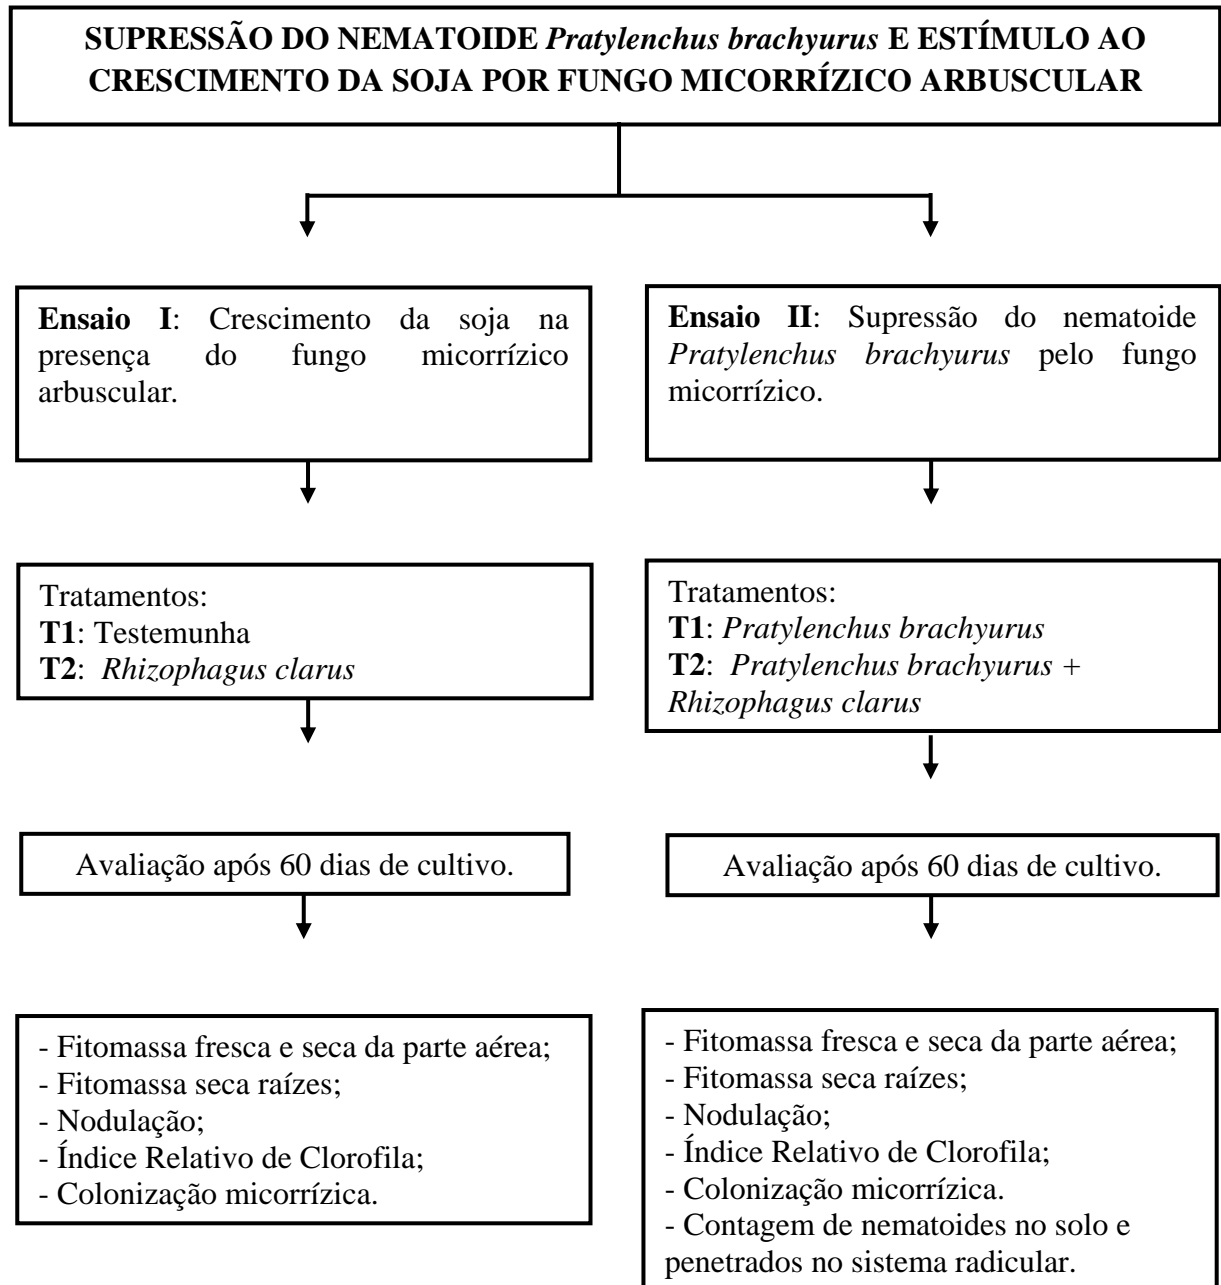 SUPRESSÃO DO NEMATOIDE Pratylenchus brachyurus E ESTÍMULO AO
CRESCIMENTO DA SOJA POR FUNGO MICORRÍZICO ARBUSCULAR
Ensaio I: Crescimento da soja na
presença do fungo micorrízico
arbuscular.
Ensaio II: Supressão do nematoide
Pratylenchus brachyurus pelo fungo
micorrízico.
Tratamentos:
T1: Testemunha
T2: Rhizophagus clarus
Tratamentos:
T1: Pratylenchus brachyurus
T2: Pratylenchus brachyurus +
Rhizophagus clarus
Avaliação após 60 dias de cultivo.
Avaliação após 60 dias de cultivo.
- Fitomassa fresca e seca da parte aérea;
- Fitomassa seca raízes;
- Nodulação;
- Índice Relativo de Clorofila;
- Colonização micorrízica.
- Fitomassa fresca e seca da parte aérea;
- Fitomassa seca raízes;
- Nodulação;
- Índice Relativo de Clorofila;
- Colonização micorrízica.
- Contagem de nematoides no solo e
penetrados no sistema radicular.